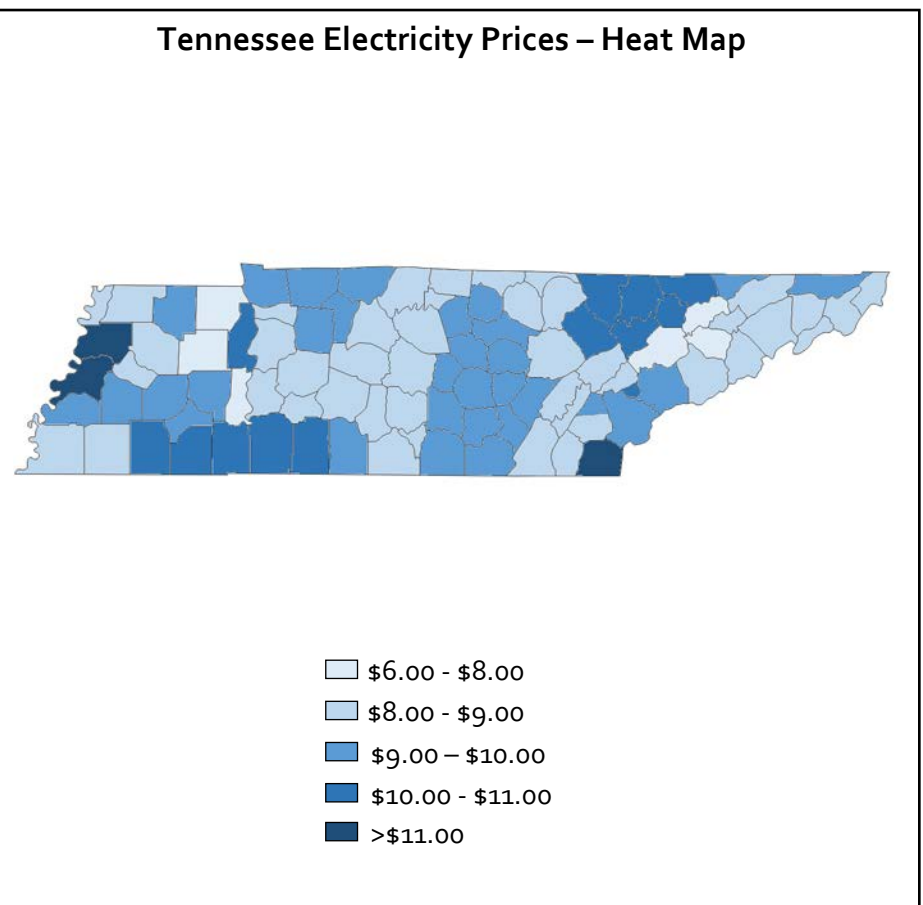 Tennessee Electricity Prices – Heat Map
$6.00 - $8.00
$8.00 - $9.00
$9.00 – $10.00
$10.00 - $11.00
>$11.00